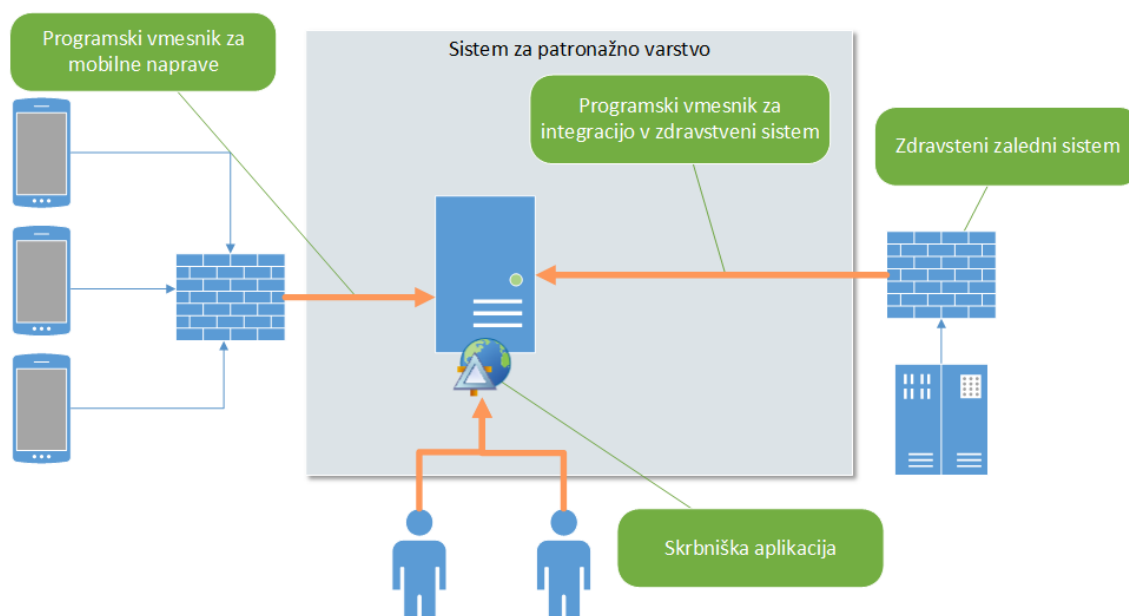 Programski vmesnik za
mobilne naprave
Sistem za patronažno varstvo
Programski vmesnik za
integracijo v zdravstveni sistem
Zdravsteni zaledni sistem
Skrbniška aplikacija